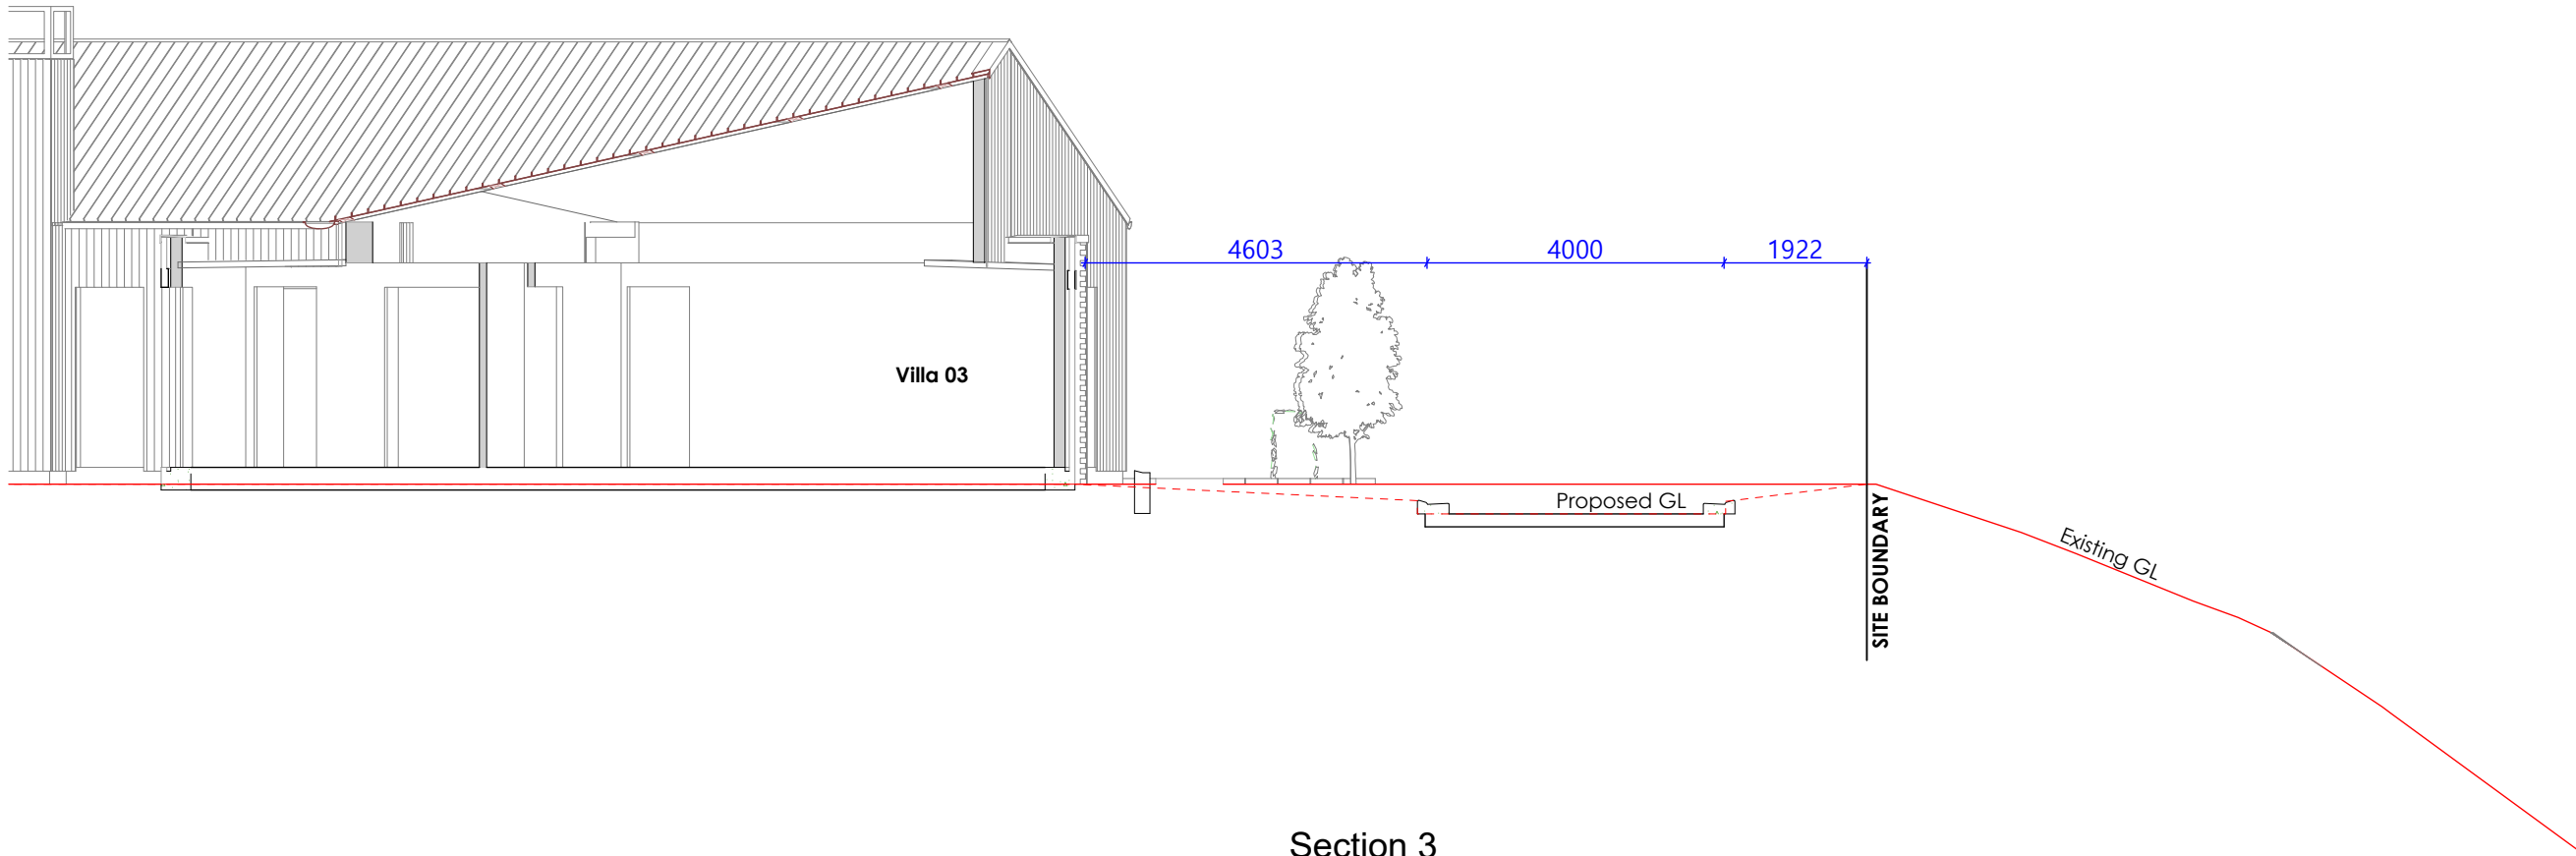 4603
4000
1922
Villa 03
Proposed GL
SITE BOUNDARY
Existing GL
Section 3